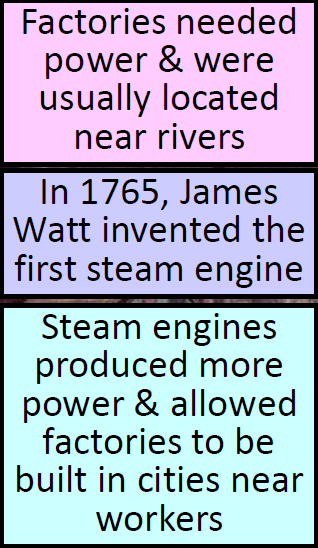 Factories needed
power & were
usually located
near rivers
In 1765, James
Watt invented the
first steam engine
Steam engines
produced more
power & allowed
factories to be
built in cities near
workers